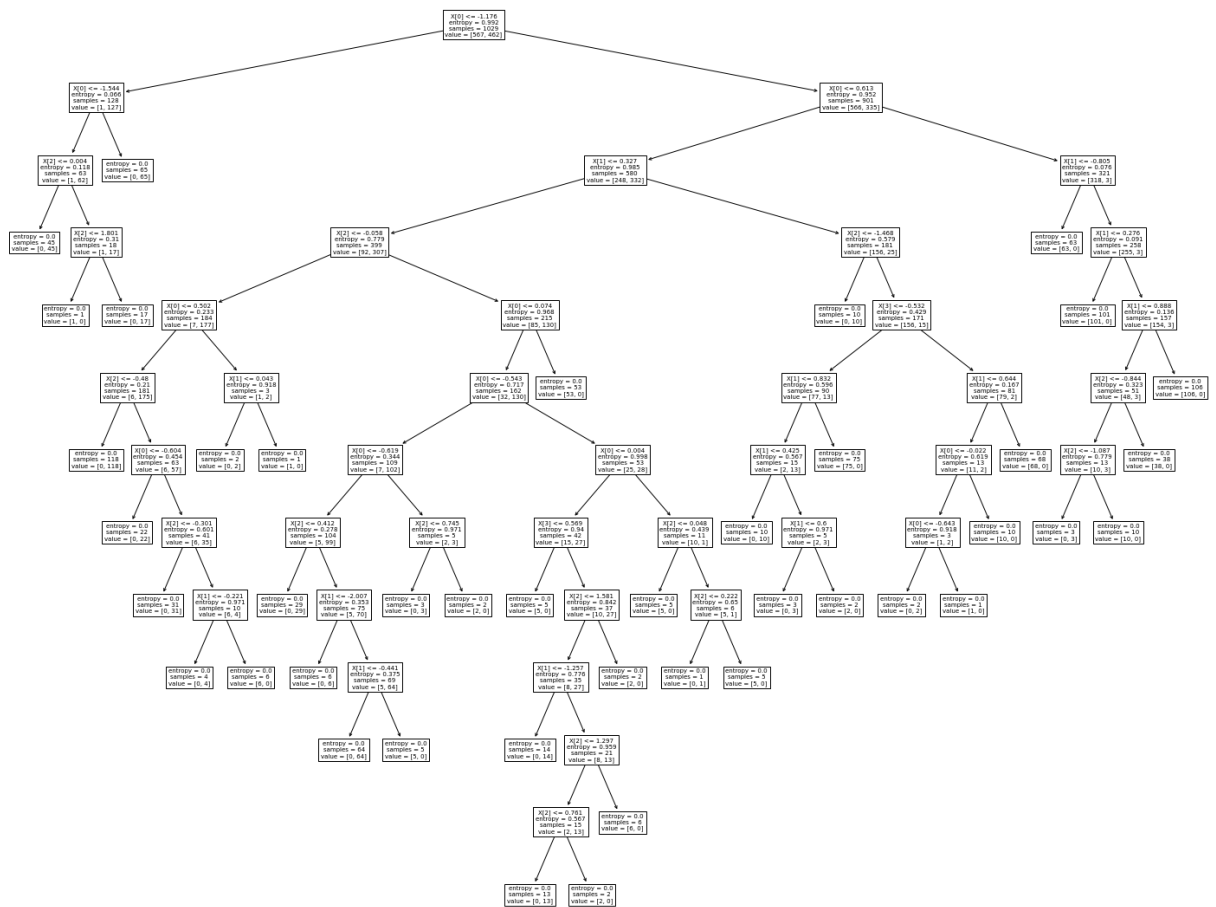 X[0] <= -1.176
entropy = 0.992
samples = 1029
value = [567, 462]
X[0] <= -1.544
entropy = 0.066
samples = 128
value = [1, 127]
X[0] <= 0.613
entropy = 0.952
samples = 901
value = [566, 335]
X[2] <= 0.004
entropy = 0.118
samples = 63
value = [1, 62]
entropy = 0.0
samples = 65
value = [0, 65]
X[1] <= 0.327
entropy = 0.985
samples = 580
value = [248, 332]
X[1] <= -0.805
entropy = 0.076
samples = 321
value = [318, 3]
entropy = 0.0
samples = 45
value = [0, 45]
X[2] <= 1.801
entropy = 0.31
samples = 18
value = [1, 17]
X[2] <= -0.058
entropy = 0.779
samples = 399
value = [92, 307]
X[2] <= -1.468
entropy = 0.579
samples = 181
value = [156, 25]
entropy = 0.0
samples = 63
value = [63, 0]
X[1] <= 0.276
entropy = 0.091
samples = 258
value = [255, 3]
entropy = 0.0
samples = 1
value = [1, 0]
entropy = 0.0
samples = 17
value = [0, 17]
X[0] <= 0.502
entropy = 0.233
samples = 184
value = [7, 177]
X[0] <= 0.074
entropy = 0.968
samples = 215
value = [85, 130]
entropy = 0.0
samples = 10
value = [0, 10]
X[3] <= -0.532
entropy = 0.429
samples = 171
value = [156, 15]
entropy = 0.0
samples = 101
value = [101, 0]
X[1] <= 0.888
entropy = 0.136
samples = 157
value = [154, 3]
X[2] <= -0.48
entropy = 0.21
samples = 181
value = [6, 175]
X[1] <= 0.043
entropy = 0.918
samples = 3
value = [1, 2]
X[0] <= -0.543
entropy = 0.717
samples = 162
value = [32, 130]
entropy = 0.0
samples = 53
value = [53, 0]
X[1] <= 0.832
entropy = 0.596
samples = 90
value = [77, 13]
X[1] <= 0.644
entropy = 0.167
samples = 81
value = [79, 2]
X[2] <= -0.844
entropy = 0.323
samples = 51
value = [48, 3]
entropy = 0.0
samples = 106
value = [106, 0]
entropy = 0.0
samples = 118
value = [0, 118]
X[0] <= -0.604
entropy = 0.454
samples = 63
value = [6, 57]
entropy = 0.0
samples = 2
value = [0, 2]
entropy = 0.0
samples = 1
value = [1, 0]
X[0] <= -0.619
entropy = 0.344
samples = 109
value = [7, 102]
X[0] <= 0.004
entropy = 0.998
samples = 53
value = [25, 28]
X[1] <= 0.425
entropy = 0.567
samples = 15
value = [2, 13]
entropy = 0.0
samples = 75
value = [75, 0]
X[0] <= -0.022
entropy = 0.619
samples = 13
value = [11, 2]
entropy = 0.0
samples = 68
value = [68, 0]
X[2] <= -1.087
entropy = 0.779
samples = 13
value = [10, 3]
entropy = 0.0
samples = 38
value = [38, 0]
entropy = 0.0
samples = 22
value = [0, 22]
X[2] <= -0.301
entropy = 0.601
samples = 41
value = [6, 35]
X[2] <= 0.412
entropy = 0.278
samples = 104
value = [5, 99]
X[2] <= 0.745
entropy = 0.971
samples = 5
value = [2, 3]
X[3] <= 0.569
entropy = 0.94
samples = 42
value = [15, 27]
X[2] <= 0.048
entropy = 0.439
samples = 11
value = [10, 1]
entropy = 0.0
samples = 10
value = [0, 10]
X[1] <= 0.6
entropy = 0.971
samples = 5
value = [2, 3]
X[0] <= -0.643
entropy = 0.918
samples = 3
value = [1, 2]
entropy = 0.0
samples = 10
value = [10, 0]
entropy = 0.0
samples = 3
value = [0, 3]
entropy = 0.0
samples = 10
value = [10, 0]
entropy = 0.0
samples = 31
value = [0, 31]
X[1] <= -0.221
entropy = 0.971
samples = 10
value = [6, 4]
entropy = 0.0
samples = 29
value = [0, 29]
X[1] <= -2.007
entropy = 0.353
samples = 75
value = [5, 70]
entropy = 0.0
samples = 3
value = [0, 3]
entropy = 0.0
samples = 2
value = [2, 0]
entropy = 0.0
samples = 5
value = [5, 0]
X[2] <= 1.581
entropy = 0.842
samples = 37
value = [10, 27]
entropy = 0.0
samples = 5
value = [5, 0]
X[2] <= 0.222
entropy = 0.65
samples = 6
value = [5, 1]
entropy = 0.0
samples = 3
value = [0, 3]
entropy = 0.0
samples = 2
value = [2, 0]
entropy = 0.0
samples = 2
value = [0, 2]
entropy = 0.0
samples = 1
value = [1, 0]
entropy = 0.0
samples = 4
value = [0, 4]
entropy = 0.0
samples = 6
value = [6, 0]
entropy = 0.0
samples = 6
value = [0, 6]
X[1] <= -0.441
entropy = 0.375
samples = 69
value = [5, 64]
X[1] <= -1.257
entropy = 0.776
samples = 35
value = [8, 27]
entropy = 0.0
samples = 2
value = [2, 0]
entropy = 0.0
samples = 1
value = [0, 1]
entropy = 0.0
samples = 5
value = [5, 0]
entropy = 0.0
samples = 64
value = [0, 64]
entropy = 0.0
samples = 5
value = [5, 0]
entropy = 0.0
samples = 14
value = [0, 14]
X[2] <= 1.297
entropy = 0.959
samples = 21
value = [8, 13]
X[2] <= 0.761
entropy = 0.567
samples = 15
value = [2, 13]
entropy = 0.0
samples = 6
value = [6, 0]
entropy = 0.0
samples = 13
value = [0, 13]
entropy = 0.0
samples = 2
value = [2, 0]